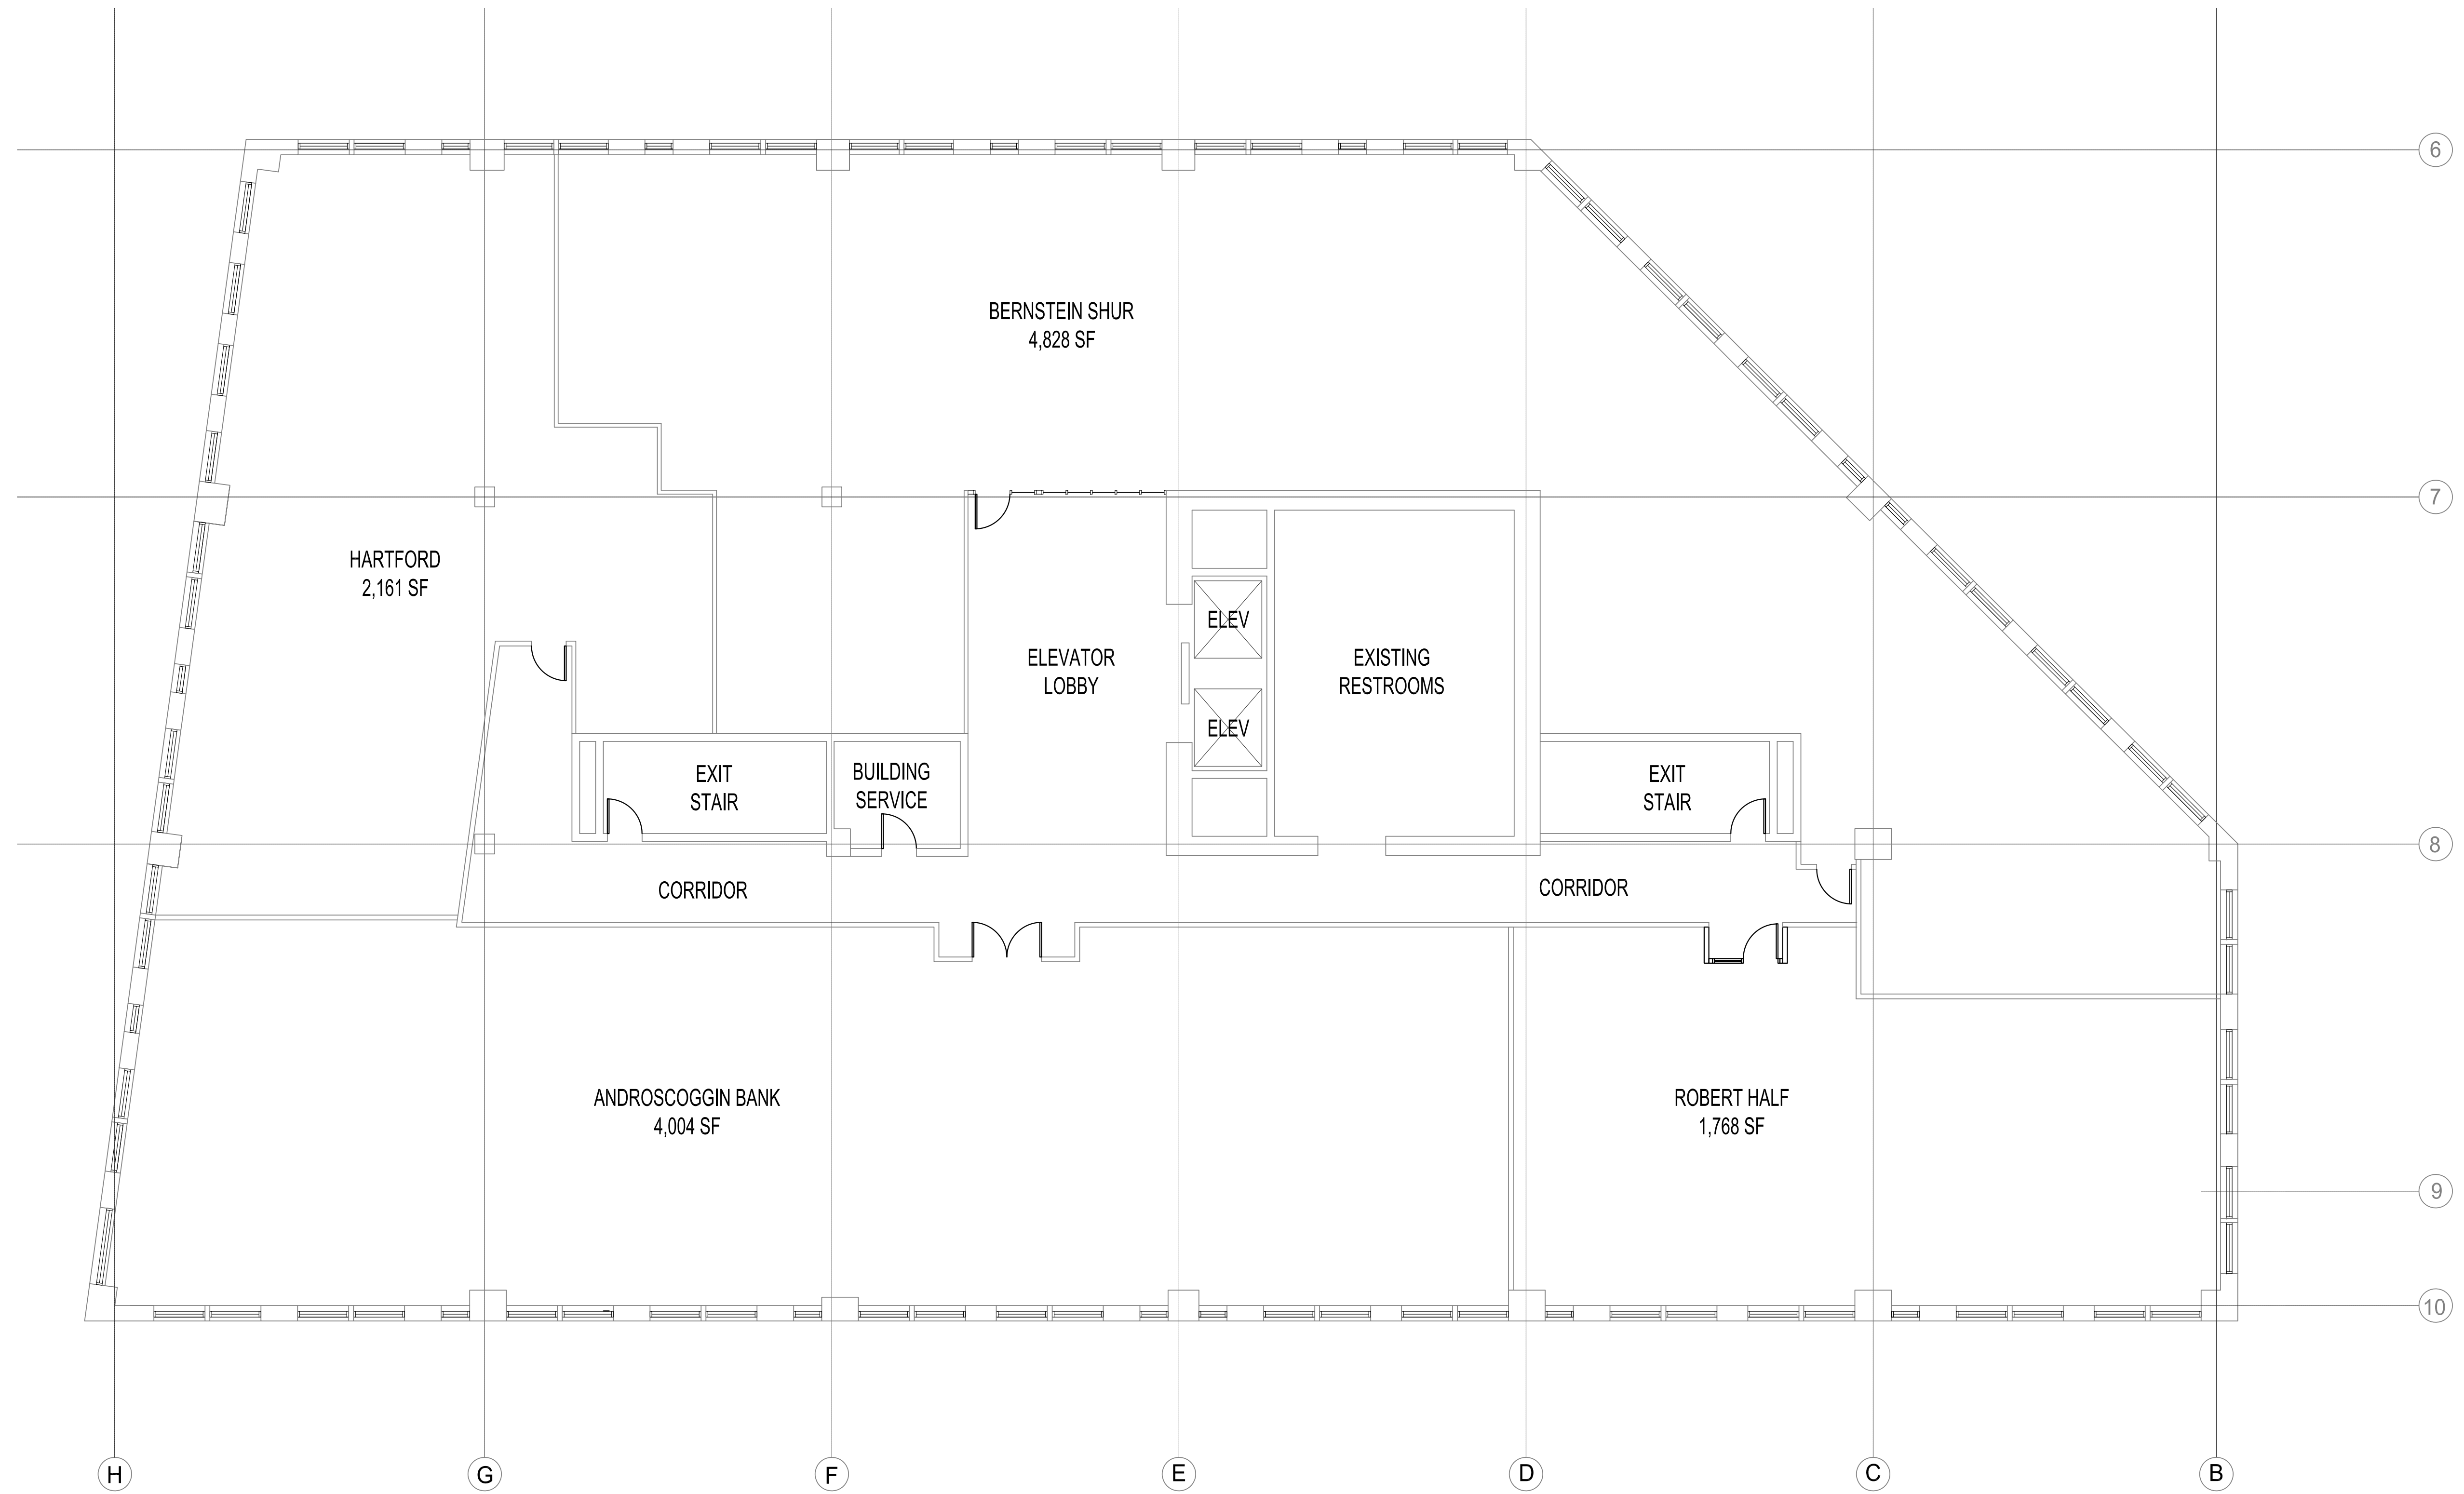 6
BERNSTEIN SHUR
4,828 SF
7
HARTFORD
2,161 SF
ELEV
ELEVATOR
LOBBY
EXISTING
RESTROOMS
ELEV
EXIT
STAIR
BUILDING
SERVICE
EXIT
STAIR
8
CORRIDOR
CORRIDOR
ANDROSCOGGIN BANK
4,004 SF
ROBERT HALF
1,768 SF
9
10
H
G
F
E
D
C
B